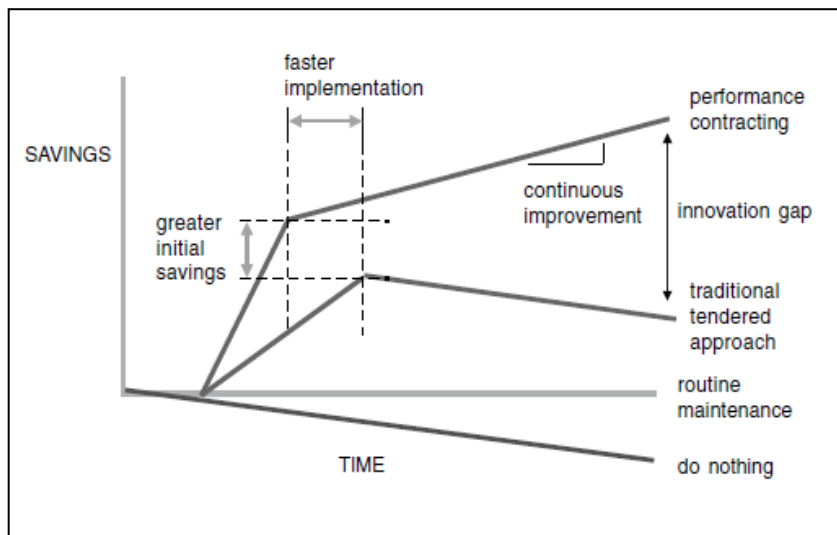 faster
implementation
performance
contracting
SAVINGS
continuous
improvement
greater
initial
savings
innovation gap
traditional
tendered
approach
routine
maintenance
TIME
do nothing